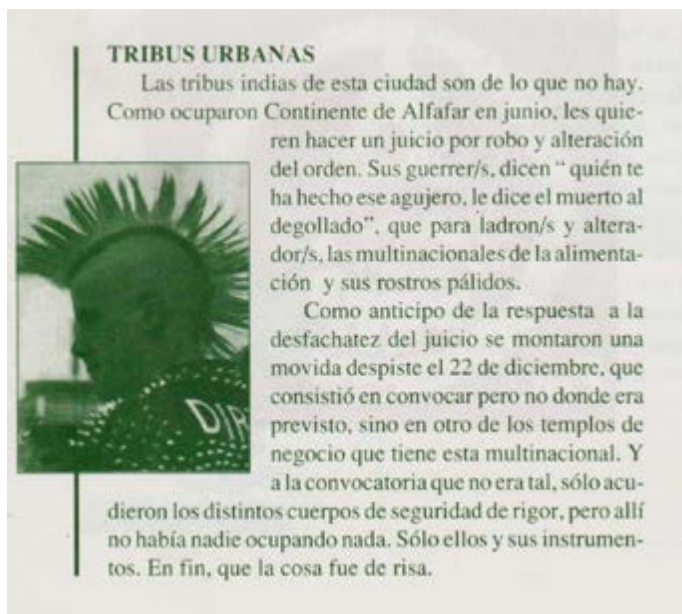 TRIBUS URBANAS
Las tribus indias de esta ciudad son de lo que no hay.
Como ocuparon Continente de Alfafar en junio, les quie-
ren hacer un juicio por robo y alteración
del orden. Sus guerrer/s, dicen “ quién te
ha hecho ese agujero, le dice el muerto al
degollado”, que para ladron/s y altera-
dor/s, las multinacionales de la alimenta-
ción y sus rostros pálidos.
Como anticipo de la respuesta a la
desfachatez del juicio se montaron una
movida despiste el 22 de diciembre, que
consistió en convocar pero no donde era
previsto, sino en otro de los templos de
negocio que tiene esta multinacional. Y
a la convocatoria que no era tal, sólo acu-
dieron los distintos cuerpos de seguridad de rigor, pero allí
no había nadie ocupando nada. Sólo ellos y sus instrumen-
tos. En fin, que la cosa fue de risa.
DIR